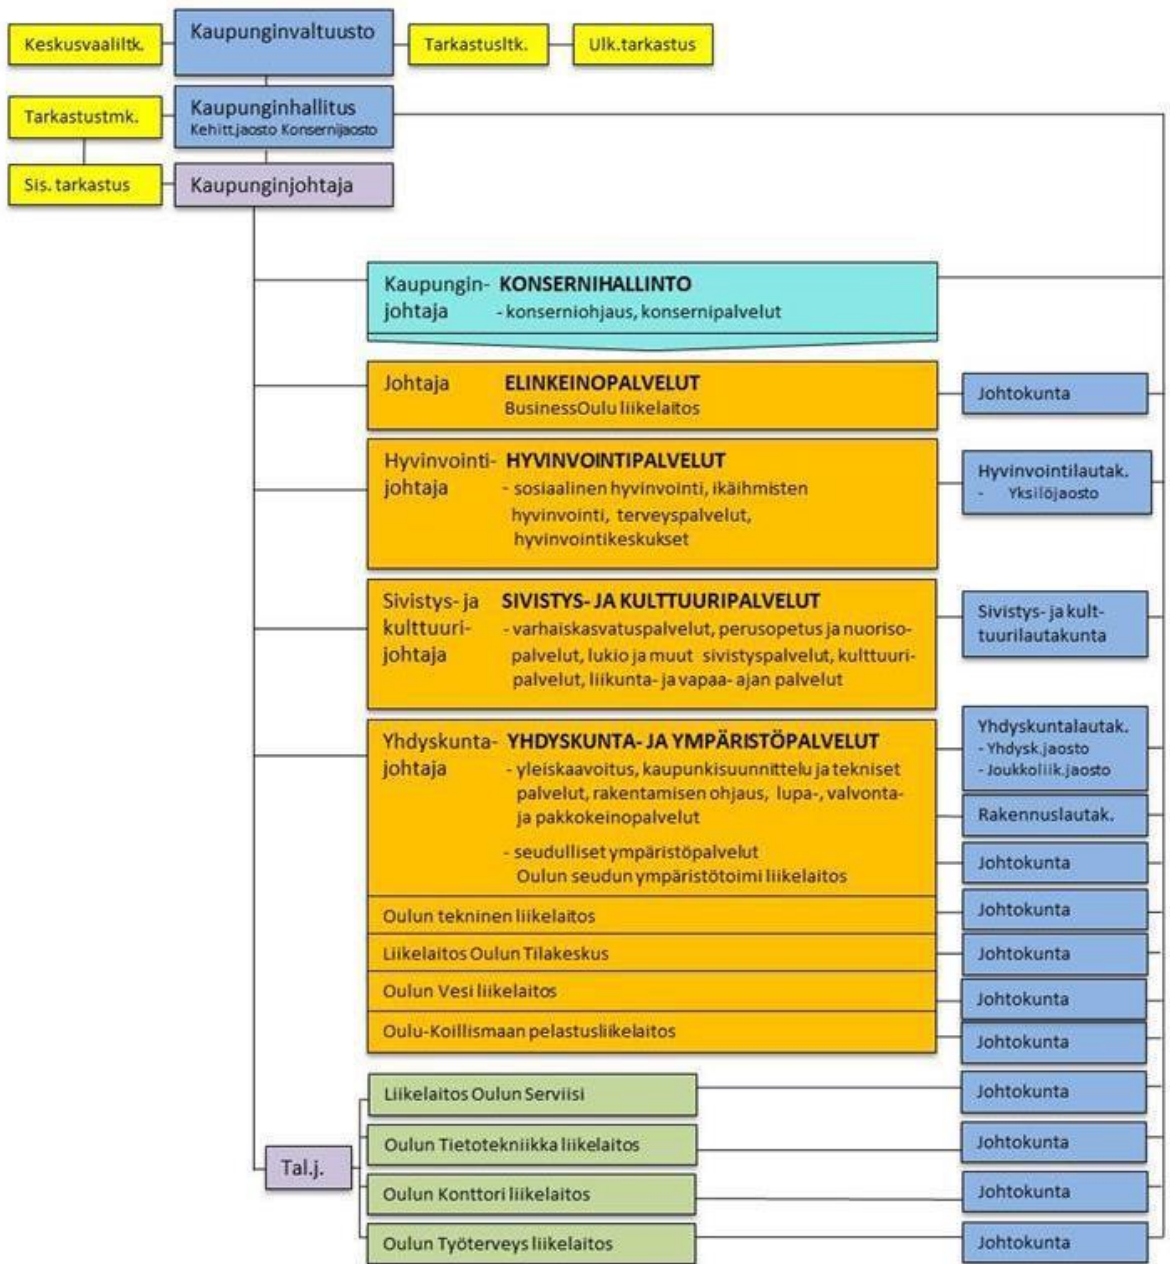 Keskusvaaliltk.
Kaupunginvaltuusto
Tarkastusltk.
Ulk.tarkastus
Tarkastustmk.
Kaupunginhallitus
Kehitt.jaosto Konsernijaosto
Sis. tarkastus
Kaupunginjohtaja
Kaupungin-
johtaja
KONSERNIHALLINTO
- konserniohjaus, konsernipalvelut
Johtaja
ELINKEINOPALVELUT
BusinessOulu liikelaitos
Johtokunta
Hyvinvointi-
johtaja
HYVINVOINTIPALVELUT
- sosiaalinen hyvinvointi, ikäihmisten
hyvinvointi, terveyspalvelut,
hyvinvointikeskukset
Hyvinvointilautak.
- Yksilöjaosto
Sivistys- ja
kulttuuri-
johtaja
SIVISTYS- JA KULTTUURIPALVELUT
- varhaiskasvatuspalvelut, perusopetus ja nuoriso-
palvelut, lukio ja muut sivistyspalvelut, kulttuuri-
palvelut, liikunta- ja vapaa- ajan palvelut
Sivistys- ja kult-
tuurilautakunta
Yhdyskunta-
johtaja
YHDYSKUNTA- JA YMPÄRISTÖPALVELUT
- yleiskaavoitus, kaupunkisuunnittelu ja tekniset
palvelut, rakentamisen ohjaus, lupa-, valvonta-
ja pakkokeinopalvelut
- seudulliset ympäristöpalvelut
Oulun seudun ympäristötoimi liikelaitos
Yhdyskuntalautak.
- Yhdysk.jaosto
- Joukkoliik.jaosto
Rakennuslautak.
Johtokunta
Oulun tekninen liikelaitos
Johtokunta
Liikelaitos Oulun Tilakeskus
Johtokunta
Oulun Vesi liikelaitos
Johtokunta
Oulu-Koillismaan pelastusliikelaitos
Johtokunta
Tal.j.
Liikelaitos Oulun Serviisi
Johtokunta
Oulun Tietotekniikka liikelaitos
Johtokunta
Oulun Konttori liikelaitos
Johtokunta
Oulun Työterveys liikelaitos
Johtokunta